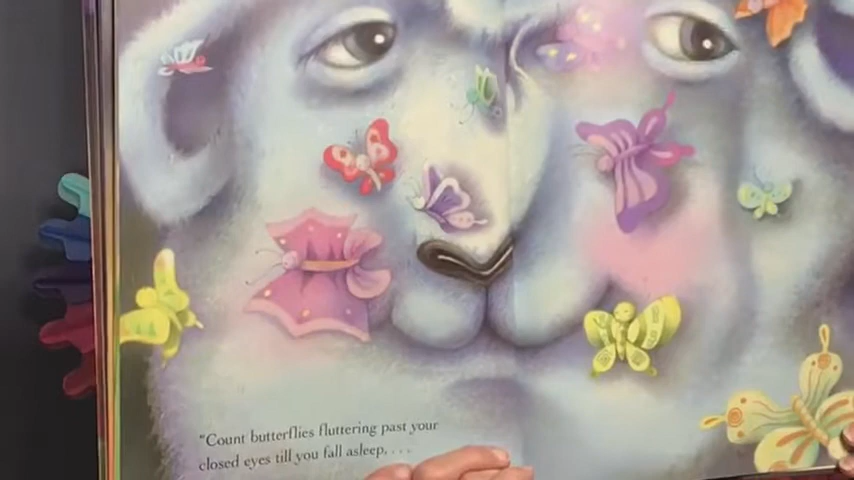 "Count butterflies fluttering past your
closed eyes till you fall asleep. . . .